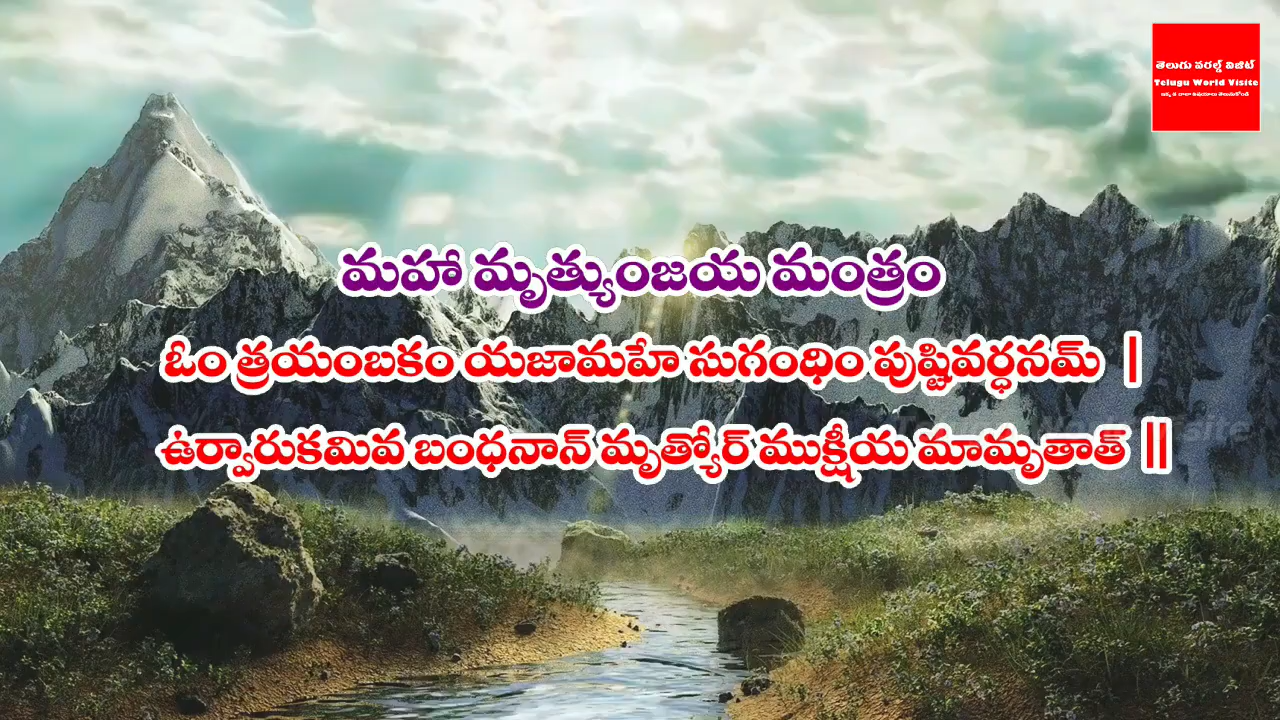 తెలుగు వరల్డ్ విజిట్
Telugu World Visite
మహా మృత్యుంజయ మంత్రం
ఓం త్రయంబకం యజామహే సుగంధిం పుష్టివర్ధనమ్ |
ఉర్వారుకమివ బంధనాన్ మృత్యోర్ ముక్షీయ మామృతాత్ ||